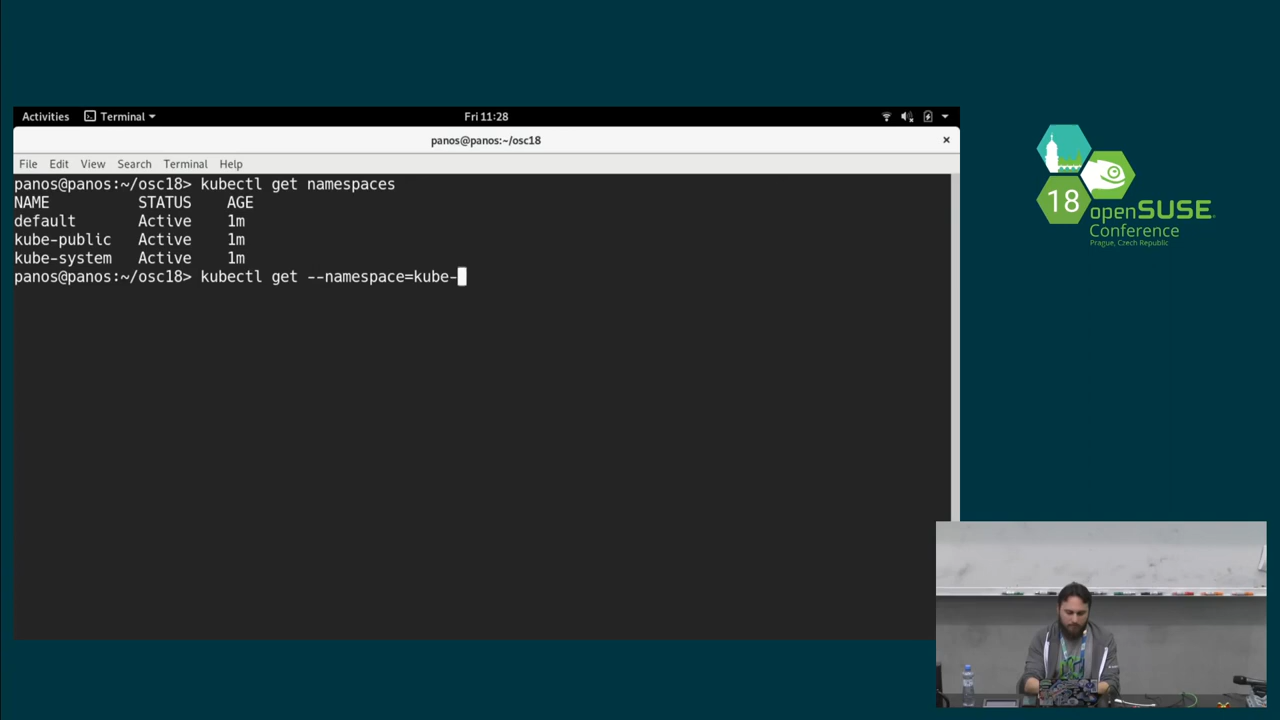 Activities Terminal Fri 11:28
panos@panos:~/osc18
File Edit View Search Terminal Help
panos@panos:~/osc18> kubectl get namespaces
NAME STATUS AGE
default Active 1m
kube-public Active 1m
kube-system Active 1m
panos@panos:~/osc18> kubectl get --namespace=kube-
18
openSUSE
Conference
Prague, Czech Republic